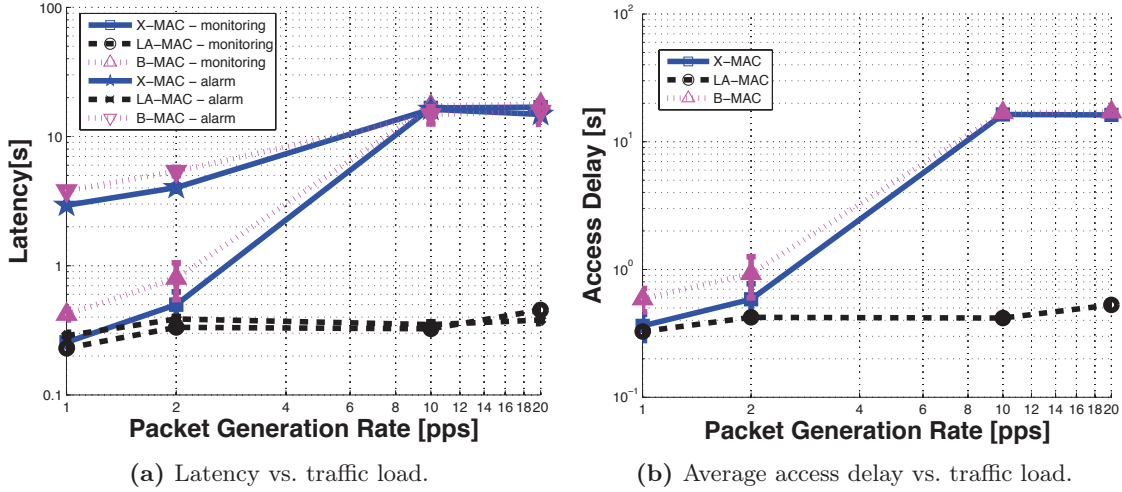 100
10
1
0.1
Latency[s]
X−MAC − monitoring
LA−MAC − monitoring
B−MAC − monitoring
X−MAC − alarm
LA−MAC − alarm
B−MAC − alarm
1 2 4 6 8 10 12 14 16 18 20
Packet Generation Rate [pps]
(a) Latency vs. traffic load.
10²
10¹
10⁰
10⁻¹
Access Delay [s]
X−MAC
LA−MAC
B−MAC
1 2 4 6 8 10 12 14 16 18 20
Packet Generation Rate [pps]
(b) Average access delay vs. traffic load.